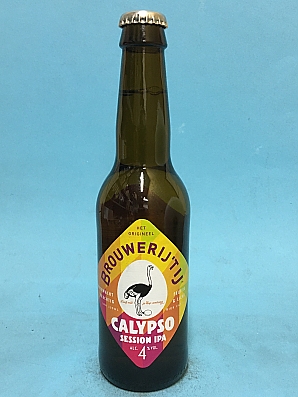 HET
ORIGINEEL
BROUWERIJ 'T IJ
CALYPSO
SESSION IPA
ALC. 4 % VOL.